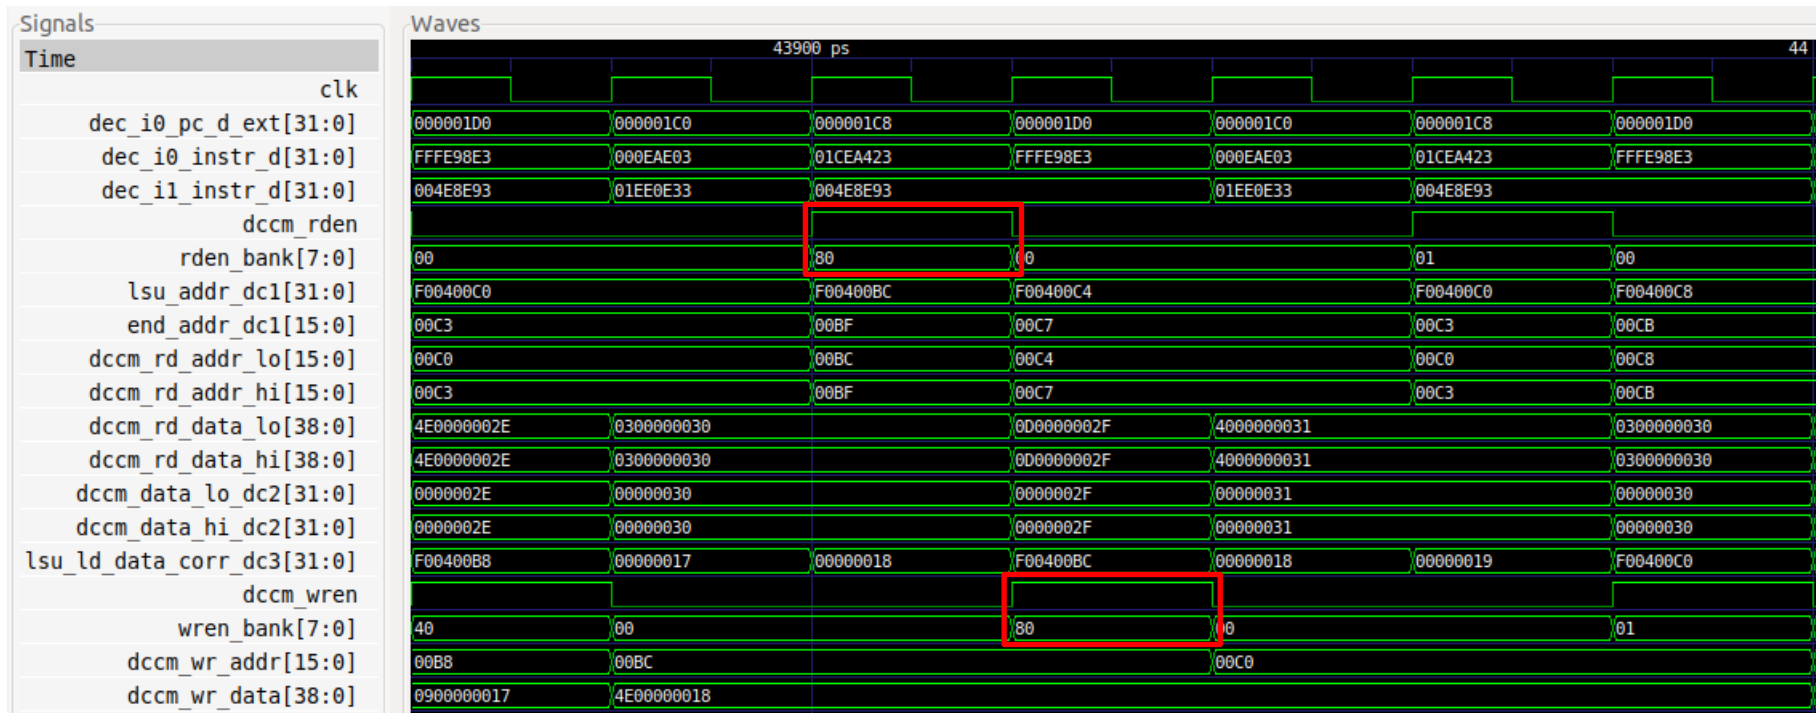 Signals Waves
Time 43900 ps 44
clk
dec_i0_pc_d_ext[31:0] 000001D0 000001C0 000001C8 000001D0 000001C0 000001C8 000001D0
dec_i0_instr_d[31:0] FFFE98E3 000EAE03 01CEA423 FFFE98E3 000EAE03 01CEA423 FFFE98E3
dec_i1_instr_d[31:0] 004E8E93 01EE0E33 004E8E93 01EE0E33 004E8E93
dccm_rden
rden_bank[7:0] 00 80 00 01 00
lsu_addr_dc1[31:0] F00400C0 F00400BC F00400C4 F00400C0 F00400C8
end_addr_dc1[15:0] 00C3 00BF 00C7 00C3 00CB
dccm_rd_addr_lo[15:0] 00C0 00BC 00C4 00C0 00C8
dccm_rd_addr_hi[15:0] 00C3 00BF 00C7 00C3 00CB
dccm_rd_data_lo[38:0] 4E0000002E 0300000030 0D0000002F 4000000031 0300000030
dccm_rd_data_hi[38:0] 4E0000002E 0300000030 0D0000002F 4000000031 0300000030
dccm_data_lo_dc2[31:0] 0000002E 00000030 0000002F 00000031 00000030
dccm_data_hi_dc2[31:0] 0000002E 00000030 0000002F 00000031 00000030
lsu_ld_data_corr_dc3[31:0] F00400B8 00000017 00000018 F00400BC 00000018 00000019 F00400C0
dccm_wren
wren_bank[7:0] 40 00 80 00 01
dccm_wr_addr[15:0] 00B8 00BC 00C0
dccm_wr_data[38:0] 0900000017 4E00000018